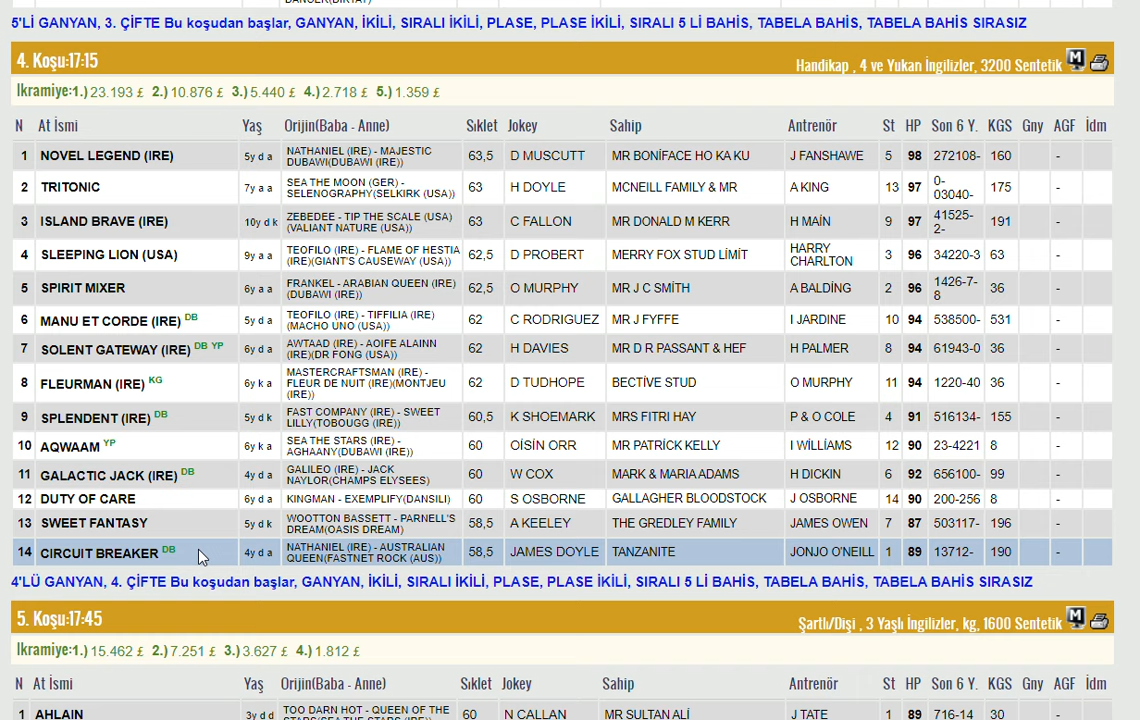 5'Lİ GANYAN, 3. ÇİFTE Bu koşudan başlar, GANYAN, İKİLİ, SIRALI İKİLİ, PLASE, PLASE İKİLİ, SIRALI 5 Lİ BAHİS, TABELA BAHİS, TABELA BAHİS SIRASIZ
4. Koşu:17:15
Handikap , 4 ve Yukarı İngilizler, 3200 Sentetik
İkramiye:1.) 23.193 £ 2.) 10.876 £ 3.) 5.440 £ 4.) 2.718 £ 5.) 1.359 £
N At İsmi Yaş Orijin(Baba - Anne) Sıklet Jokey Sahip Antrenör St HP Son 6 Y. KGS Gny AGF İdm
1 NOVEL LEGEND (IRE) 5y d a NATHANIEL (IRE) - MAJESTIC DUBAWI(DUBAWI (IRE)) 63,5 D MUSCUTT MR BONİFACE HO KA KU J FANSHAWE 5 98 272108- 160 -
2 TRITONIC 7y a a SEA THE MOON (GER) - SELENOGRAPHY(SELKIRK (USA)) 63 H DOYLE MCNEILL FAMILY & MR A KING 13 97 0-03040- 175 -
3 ISLAND BRAVE (IRE) 10y d k ZEBEDEE - TIP THE SCALE (USA)(VALIANT NATURE (USA)) 63 C FALLON MR DONALD M KERR H MAİN 9 97 41525-2- 191 -
4 SLEEPING LION (USA) 9y a a TEOFILO (IRE) - FLAME OF HESTIA (IRE)(GIANT'S CAUSEWAY (USA)) 62,5 D PROBERT MERRY FOX STUD LİMİT HARRY CHARLTON 3 96 34220-3 63 -
5 SPIRIT MIXER 6y a a FRANKEL - ARABIAN QUEEN (IRE)(DUBAWI (IRE)) 62,5 O MURPHY MR J C SMİTH A BALDİNG 2 96 1426-7-8 36 -
6 MANU ET CORDE (IRE) DB 5y d a TEOFILO (IRE) - TIFFILIA (IRE)(MACHO UNO (USA)) 62 C RODRIGUEZ MR J FYFFE I JARDINE 10 94 538500- 531 -
7 SOLENT GATEWAY (IRE) DB YP 6y d a AWTAAD (IRE) - AOIFE ALAINN (IRE)(DR FONG (USA)) 62 H DAVIES MR D R PASSANT & HEF H PALMER 8 94 61943-0 36 -
8 FLEURMAN (IRE) KG 6y k a MASTERCRAFTSMAN (IRE) - FLEUR DE NUIT (IRE)(MONTJEU (IRE)) 62 D TUDHOPE BECTİVE STUD O MURPHY 11 94 1220-40 36 -
9 SPLENDENT (IRE) DB 5y d k FAST COMPANY (IRE) - SWEET LILLY(TOBOUGG (IRE)) 60,5 K SHOEMARK MRS FITRI HAY P & O COLE 4 91 516134- 155 -
10 AQWAAM YP 6y k a SEA THE STARS (IRE) - AGHAANY(DUBAWI (IRE)) 60 OİSİN ORR MR PATRİCK KELLY I WİLLİAMS 12 90 23-4221 8 -
11 GALACTIC JACK (IRE) DB 4y d a GALILEO (IRE) - JACK NAYLOR(CHAMPS ELYSEES) 60 W COX MARK & MARIA ADAMS H DICKIN 6 92 656100- 99 -
12 DUTY OF CARE 6y d a KINGMAN - EXEMPLIFY(DANSILI) 60 S OSBORNE GALLAGHER BLOODSTOCK J OSBORNE 14 90 200-256 8 -
13 SWEET FANTASY 5y d k WOOTTON BASSETT - PARNELL'S DREAM(OASIS DREAM) 58,5 A KEELEY THE GREDLEY FAMILY JAMES OWEN 7 87 503117- 196 -
14 CIRCUIT BREAKER DB 4y d a NATHANIEL (IRE) - AUSTRALIAN QUEEN(FASTNET ROCK (AUS)) 58,5 JAMES DOYLE TANZANITE JONJO O'NEILL 1 89 13712- 190 -
4'LÜ GANYAN, 4. ÇİFTE Bu koşudan başlar, GANYAN, İKİLİ, SIRALI İKİLİ, PLASE, PLASE İKİLİ, SIRALI 5 Lİ BAHİS, TABELA BAHİS, TABELA BAHİS SIRASIZ
5. Koşu:17:45
Şartlı/Dişi , 3 Yaşlı İngilizler, kg, 1600 Sentetik
İkramiye:1.) 15.462 £ 2.) 7.251 £ 3.) 3.627 £ 4.) 1.812 £
N At İsmi Yaş Orijin(Baba - Anne) Sıklet Jokey Sahip Antrenör St HP Son 6 Y. KGS Gny AGF İdm
1 AHLAIN 3y d d TOO DARN HOT - QUEEN OF THE 60 N CALLAN MR SULTAN ALİ J TATE 1 89 716-14 30 -